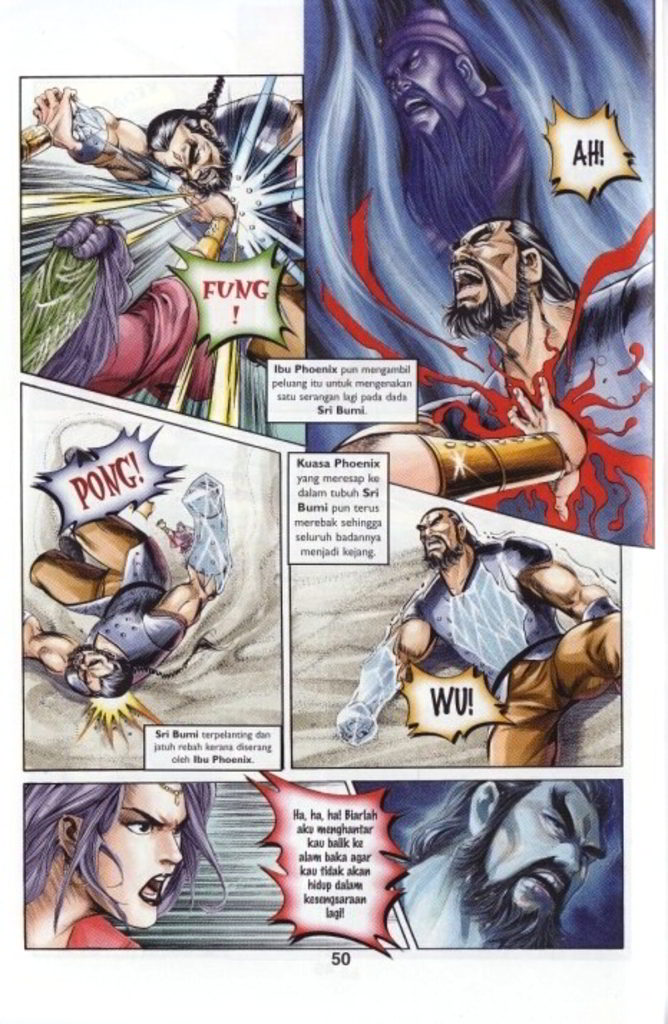 FUNG
!
AH!
Ibu Phoenix pun mengambil
peluang itu untuk mengenakan
satu serangan lagi pada dada
Sri Bumi.
PONG!
Kuasa Phoenix
yang meresap ke
dalam tubuh Sri
Bumi pun terus
merebak sehingga
seluruh badannya
menjadi kejang.
WU!
Sri Bumi terpelanting dan
jatuh rebah kerana diserang
oleh Ibu Phoenix.
Ha, ha, ha! Biarlah
aku menghantar
kau balik ke
alam baka agar
kau tidak akan
hidup dalam
kesengsaraan
lagi!
50